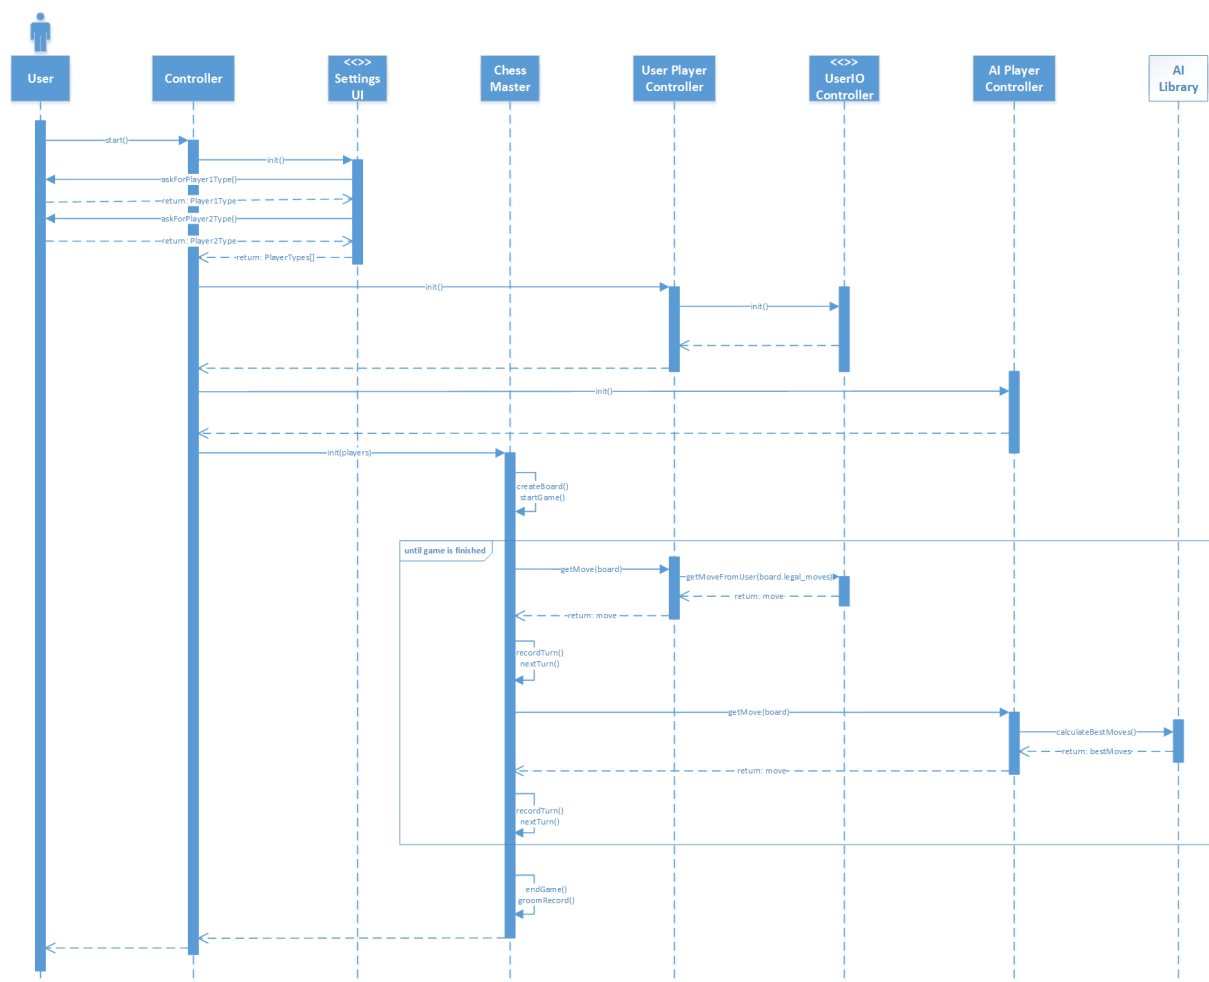 User
Controller
<<>>
Settings
UI
Chess
Master
User Player
Controller
<<>>
UserIO
Controller
AI Player
Controller
AI
Library
start()
init()
askForPlayer1Type()
return: Player1Type
askForPlayer2Type()
return: Player2Type
return: PlayerTypes[]
init()
init()
init()
init(players)
createBoard()
startGame()
until game is finished
getMove(board)
getMoveFromUser(board.legal_moves)
return: move
return: move
recordTurn()
nextTurn()
getMove(board)
calculateBestMoves()
return: bestMoves
return: move
recordTurn()
nextTurn()
endGame()
groomRecord()